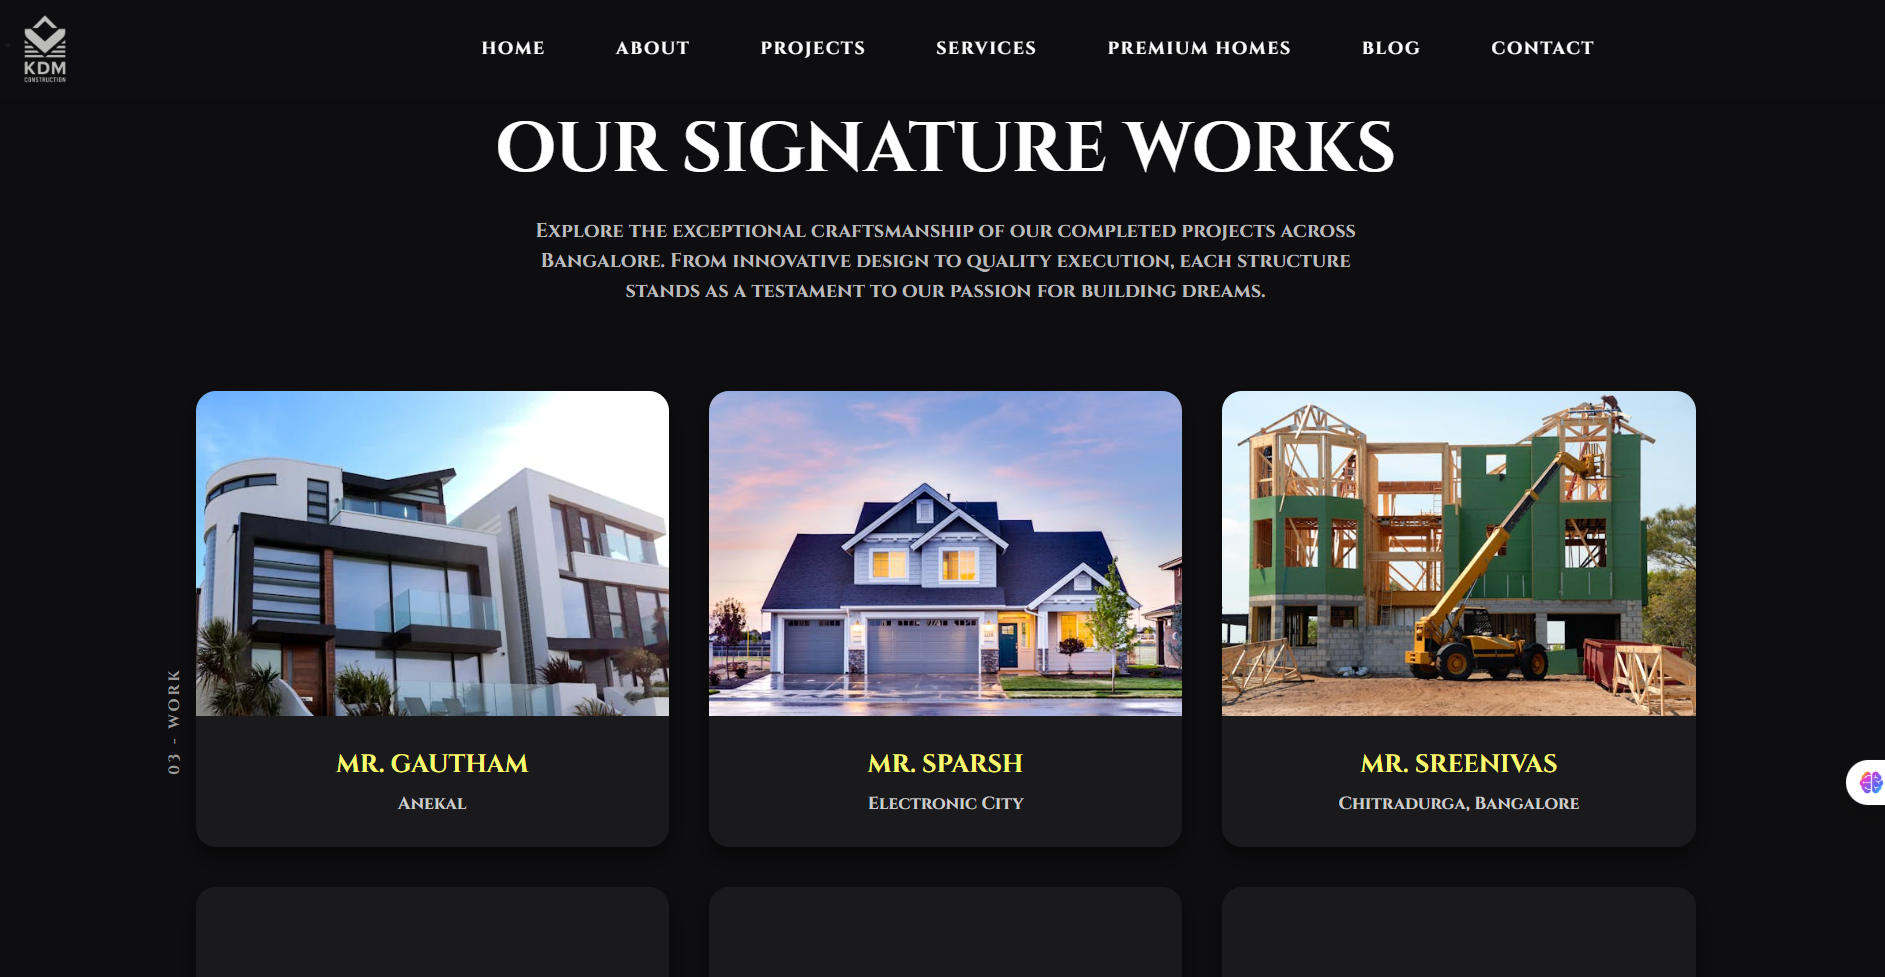 KDM
CONSTRUCTION
HOME
ABOUT
PROJECTS
SERVICES
PREMIUM HOMES
BLOG
CONTACT
OUR SIGNATURE WORKS
Explore the exceptional craftsmanship of our completed projects across
Bangalore. From innovative design to quality execution, each structure
stands as a testament to our passion for building dreams.
03 - WORK
MR. GAUTHAM
Anekal
MR. SPARSH
Electronic City
MR. SREENIVAS
Chitradurga, Bangalore